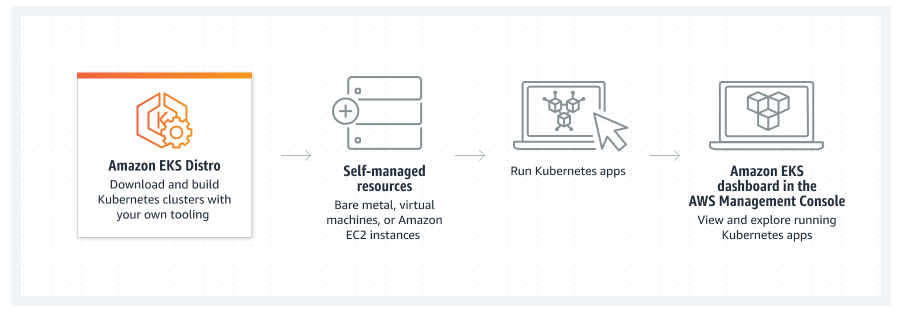 K
Amazon EKS Distro
Download and build
Kubernetes clusters with
your own tooling
Self-managed
resources
Bare metal, virtual
machines, or Amazon
EC2 instances
Run Kubernetes apps
Amazon EKS
dashboard in the
AWS Management Console
View and explore running
Kubernetes apps